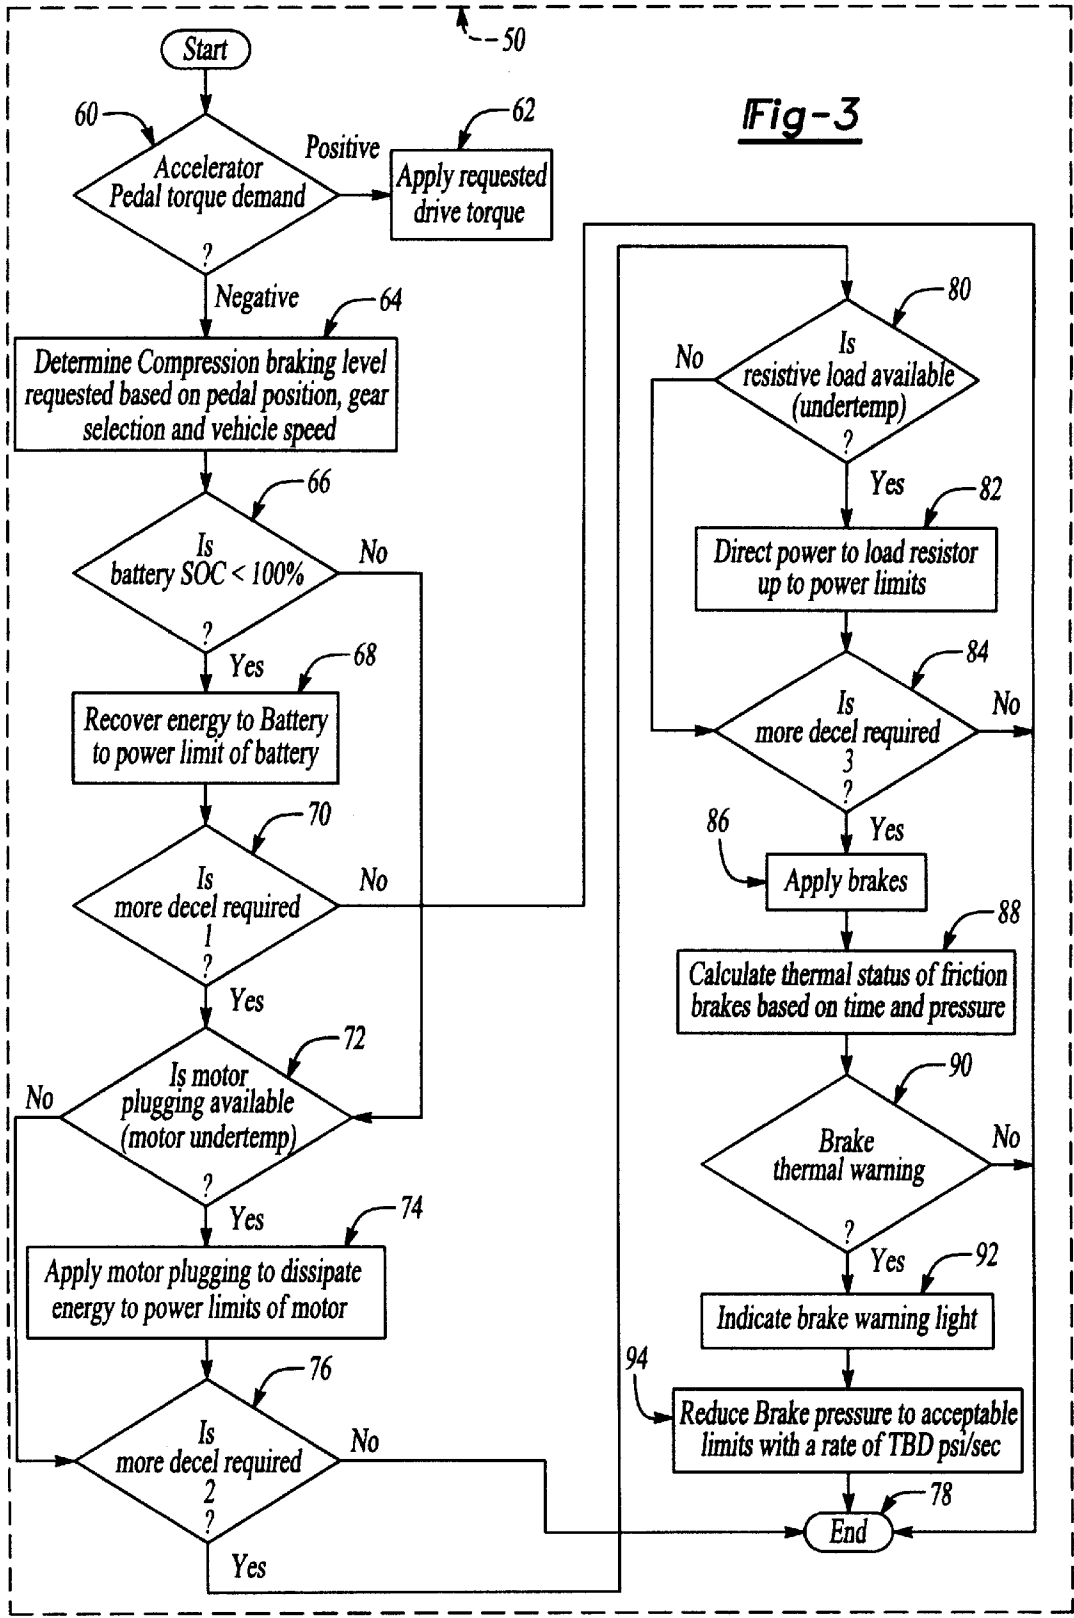 50
Start
Fig-3
60
62
Positive
Accelerator
Pedal torque demand
?
Apply requested
drive torque
Negative
64
Determine Compression braking level
requested based on pedal position, gear
selection and vehicle speed
66
Is
battery SOC < 100%
?
No
Yes
68
Recover energy to Battery
to power limit of battery
70
Is
more decel required
1
?
No
Yes
72
Is motor
plugging available
(motor undertemp)
?
No
Yes
74
Apply motor plugging to dissipate
energy to power limits of motor
76
Is
more decel required
2
?
No
Yes
80
Is
resistive load available
(undertemp)
?
No
Yes
82
Direct power to load resistor
up to power limits
84
Is
more decel required
3
?
No
Yes
86
Apply brakes
88
Calculate thermal status of friction
brakes based on time and pressure
90
Brake
thermal warning
?
No
Yes
92
Indicate brake warning light
94
Reduce Brake pressure to acceptable
limits with a rate of TBD psi/sec
78
End